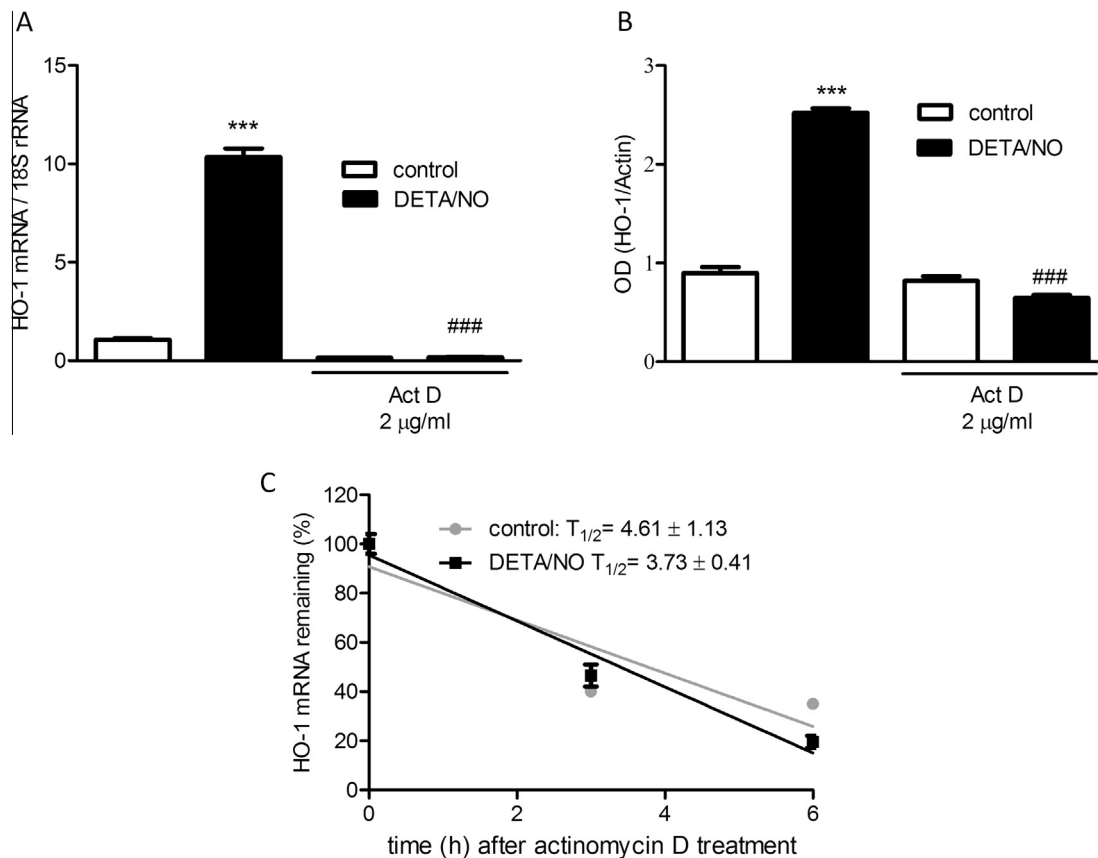 A
HO-1 mRNA / 18S rRNA
15
10
5
0
***
###
control
DETA/NO
Act D
2 μg/ml
B
OD (HO-1/Actin)
3
2
1
0
***
###
control
DETA/NO
Act D
2 μg/ml
C
HO-1 mRNA remaining (%)
120
100
80
60
40
20
0
control: T1/2= 4.61 ± 1.13
DETA/NO T1/2= 3.73 ± 0.41
0 2 4 6
time (h) after actinomycin D treatment